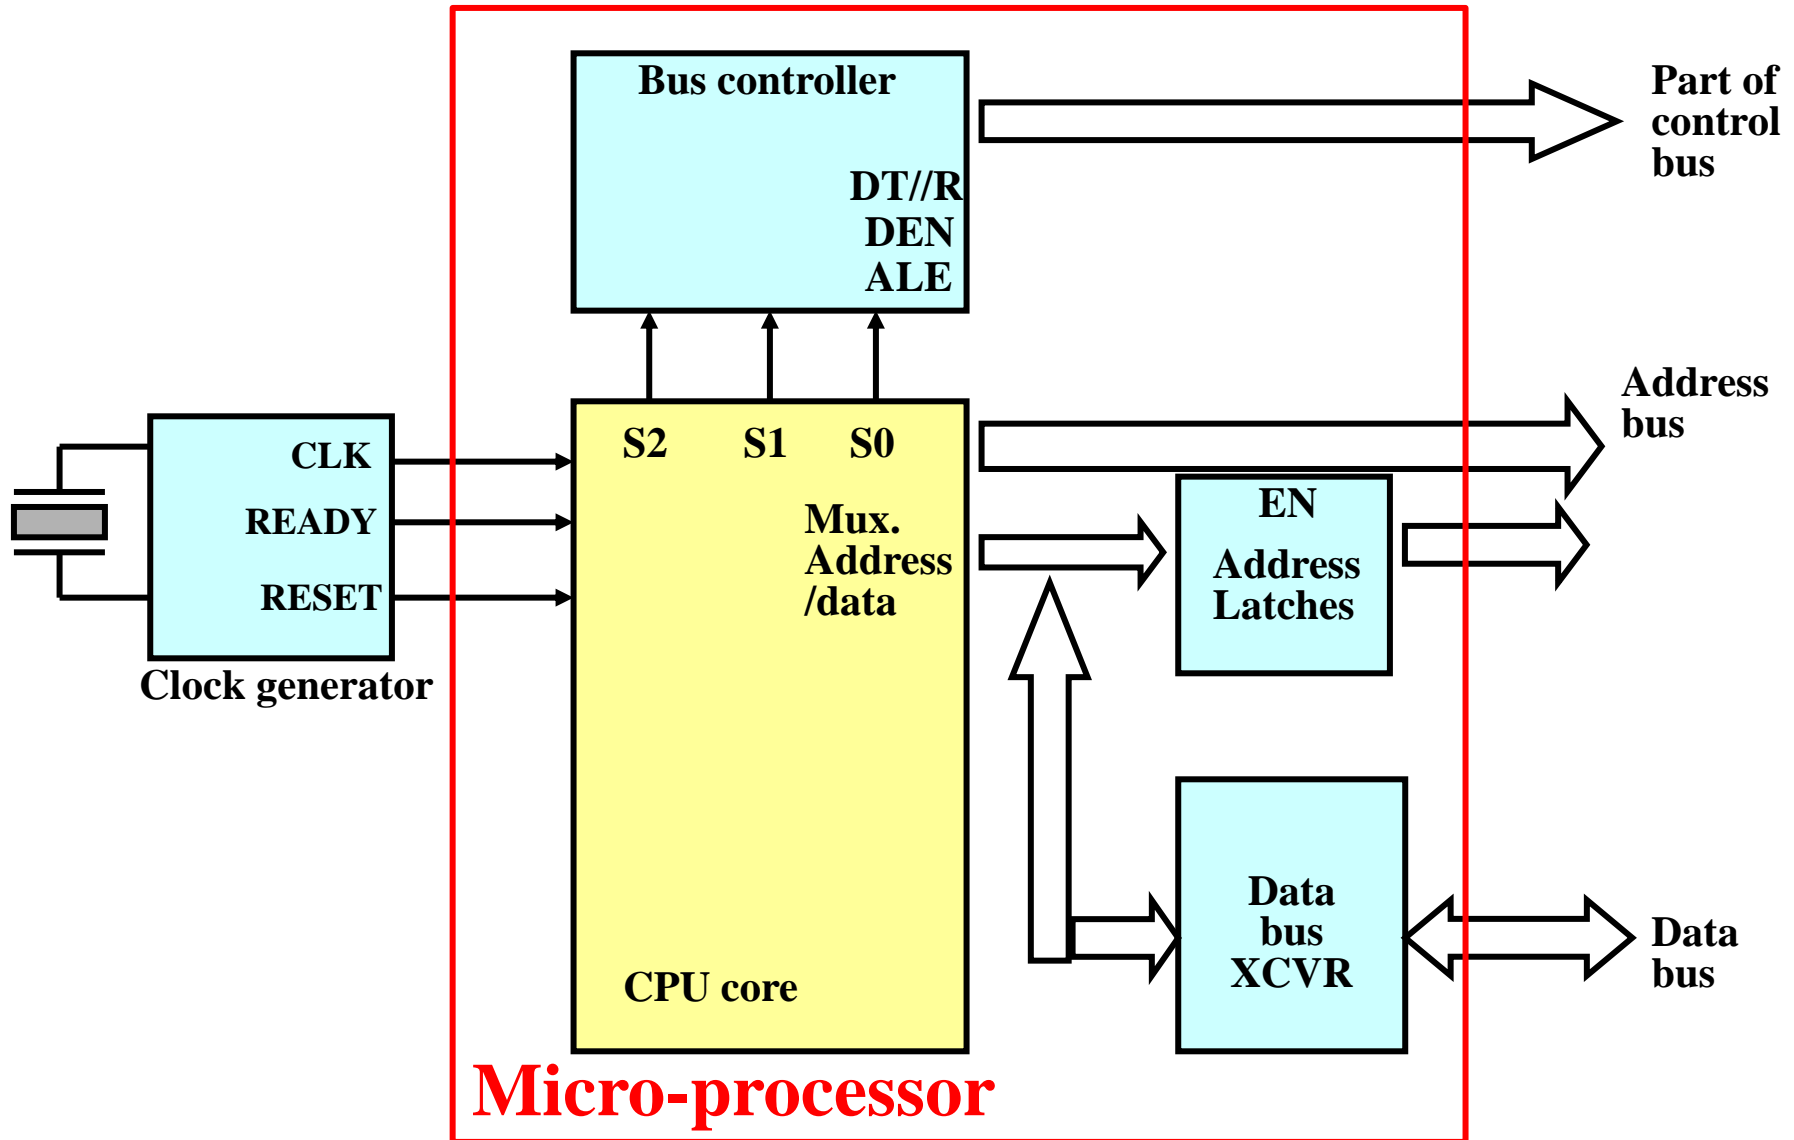 Bus controller
DT//R
DEN
ALE
Part of
control
bus
Address
bus
CLK
READY
RESET
Clock generator
S2 S1 S0
Mux.
Address
/data
CPU core
EN
Address
Latches
Data
bus
XCVR
Data
bus
Micro-processor